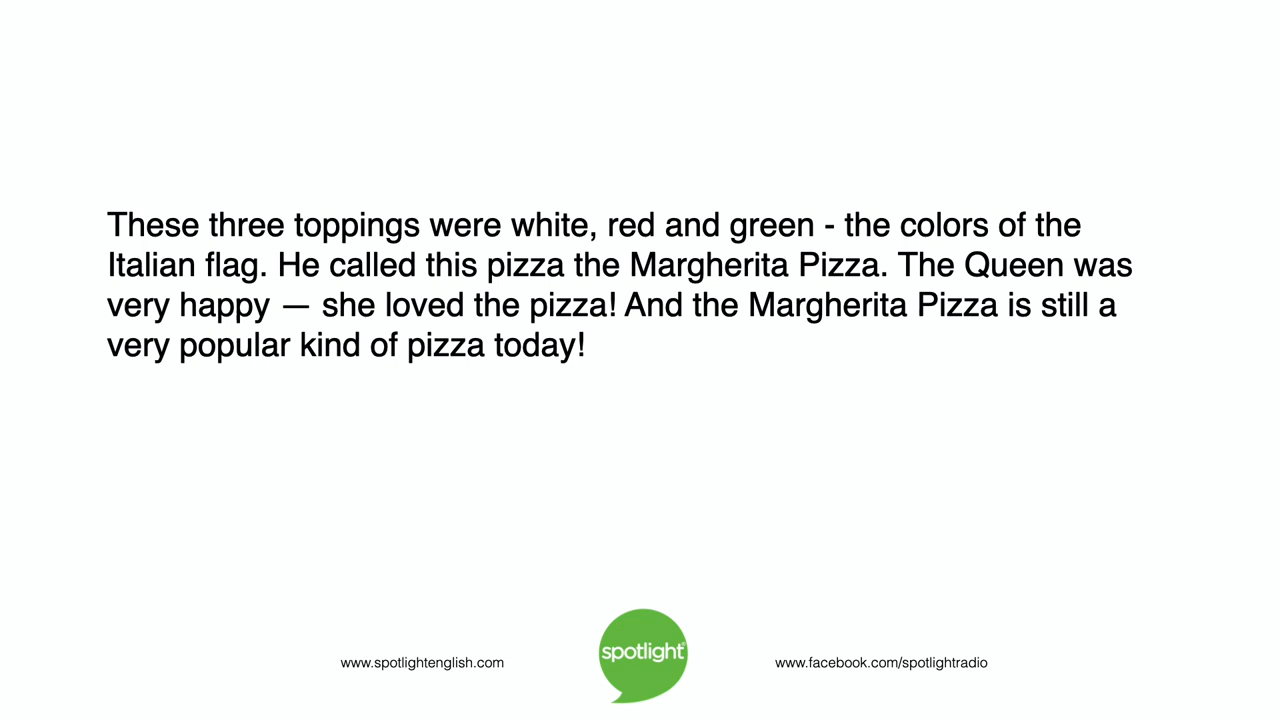 These three toppings were white, red and green - the colors of the
Italian flag. He called this pizza the Margherita Pizza. The Queen was
very happy — she loved the pizza! And the Margherita Pizza is still a
very popular kind of pizza today!
www.spotlightenglish.com
spotlight®
www.facebook.com/spotlightradio